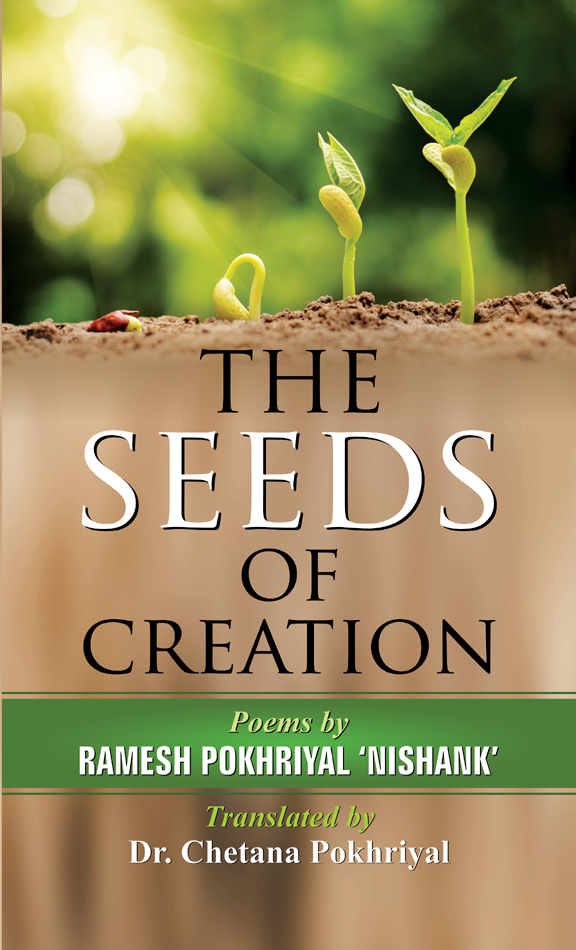 THE
SEEDS
OF
CREATION
Poems by
RAMESH POKHRIYAL ‘NISHANK’
Translated by
Dr. Chetana Pokhriyal